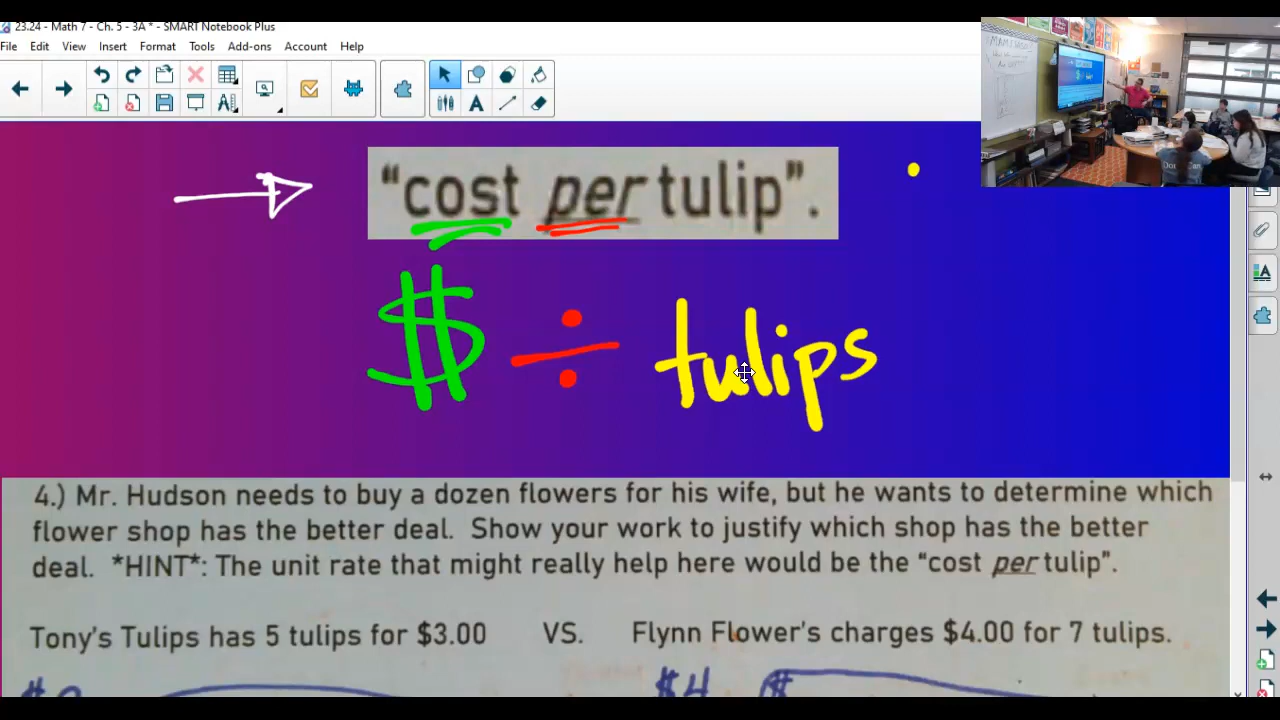 23.24 - Math 7 - Ch. 5 - 3A * - SMART Notebook Plus
File Edit View Insert Format Tools Add-ons Account Help
“cost per tulip”.
$ ÷ tulips
4.) Mr. Hudson needs to buy a dozen flowers for his wife, but he wants to determine which
flower shop has the better deal. Show your work to justify which shop has the better
deal. *HINT*: The unit rate that might really help here would be the “cost per tulip”.
Tony's Tulips has 5 tulips for $3.00 VS. Flynn Flower's charges $4.00 for 7 tulips.
$4 $